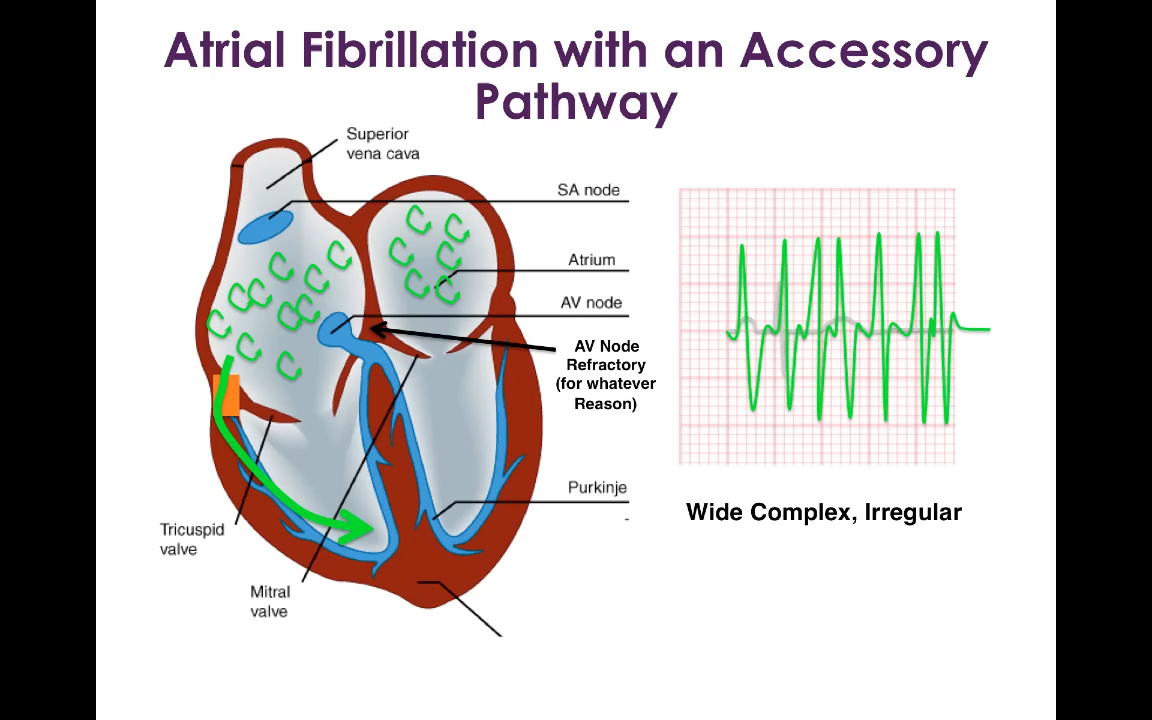 Atrial Fibrillation with an Accessory
Pathway
Superior
vena cava
SA node
Atrium
AV node
AV Node
Refractory
(for whatever
Reason)
Purkinje
Tricuspid
valve
Mitral
valve
Wide Complex, Irregular